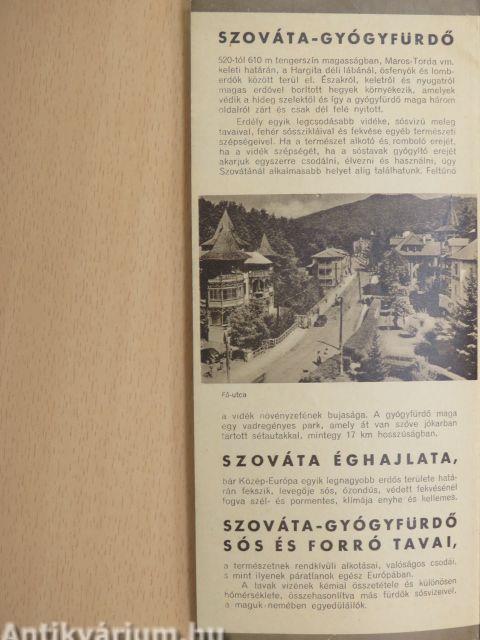 SZOVÁTA-GYÓGYFÜRDŐ
520-tól 610 m tengerszín magasságban, Maros-Torda vm.
keleti határán, a Hargita déli lábánál, ősfenyők és lomb-
erdők között terül el. Északról, keletről és nyugatról
magas erdővel borított hegyek környékezik, amelyek
védik a hideg szelektől és így a gyógyfürdő maga három
oldalról zárt és csak dél felé nyitott.
Erdély egyik legcsodásabb vidéke, sósvizű meleg
tavaival, fehér sósszikláival és fekvése egyéb természeti
szépségeivel. Ha a természet alkotó és romboló erejét,
ha a vidék szépségét, ha a sóstavak gyógyító erejét
akarjuk egyszerre csodálni, élvezni és használni, úgy
Szovátánál alkalmasabb helyet alig találhatunk. Feltűnő
Fő-utca
a vidék növényzetének bujasága. A gyógyfürdő maga
egy vadregényes park, amely át van szőve jókarban
tartott sétautakkal, mintegy 17 km hosszúságban.
SZOVÁTA ÉGHAJLATA,
bár Közép-Európa egyik legnagyobb erdős területe hatá-
rán fekszik, levegője sós, ózondús, védett fekvésénél
fogva szél- és pormentes, klímája enyhe és kellemes.
SZOVÁTA-GYÓGYFÜRDŐ
SÓS ÉS FORRÓ TAVAI,
a természetnek rendkívüli alkotásai, valóságos csodái
s mint ilyenek páratlanok egész Európában.
A tavak vizének kémiai összetétele és különösen
hőmérséklete, összehasonlítva más fürdők sósvizeivel,
a maguk nemében egyedülállók.
Antikvárium.hu